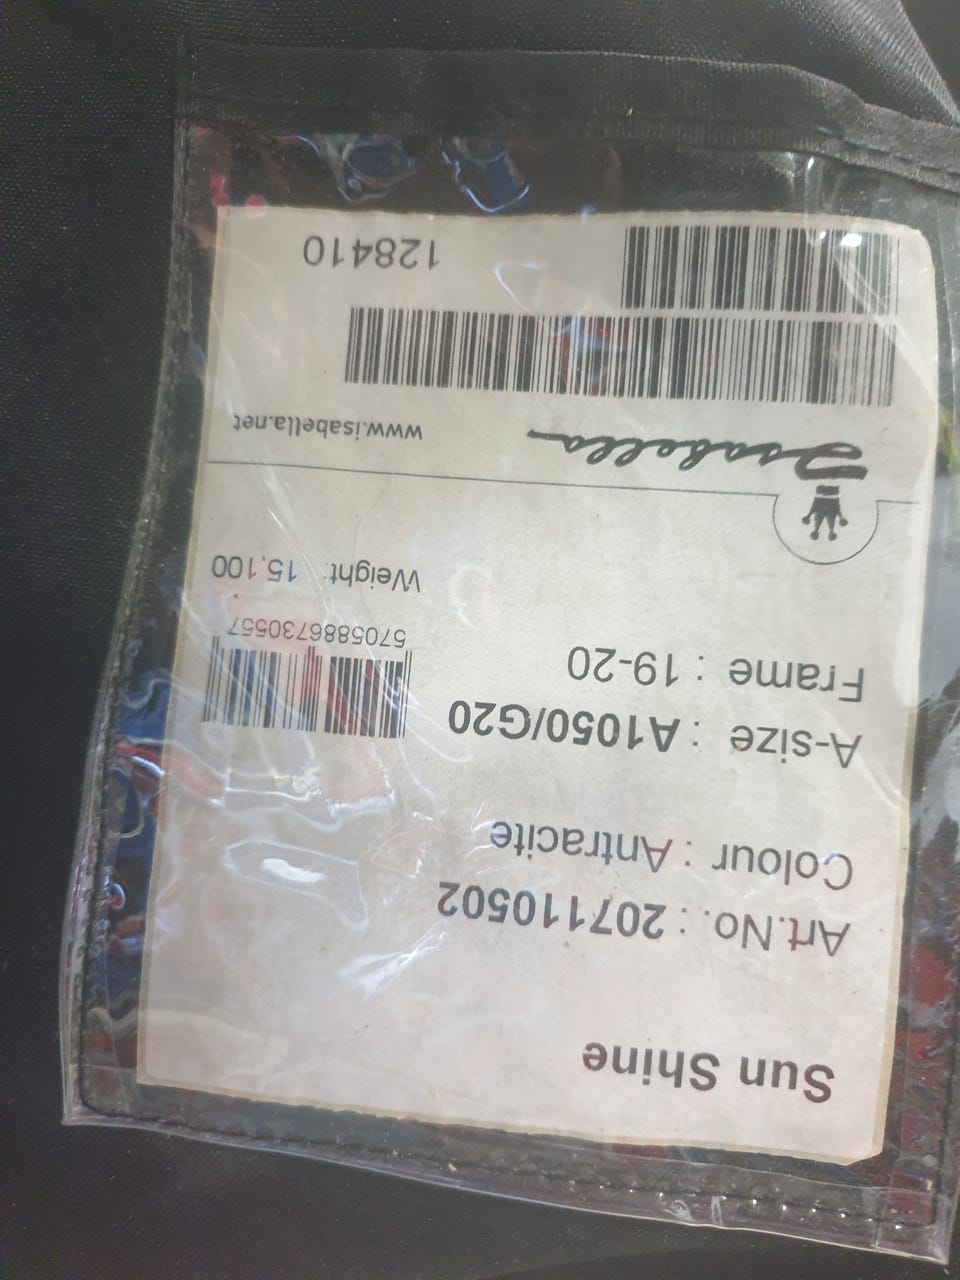 Sun Shine
Art.No. : 207110502
Colour : Antracite
A-size : A1050/G20
Frame : 19-20
5705886730557
Weight: 15,100
Isabella
www.isabella.net
128410